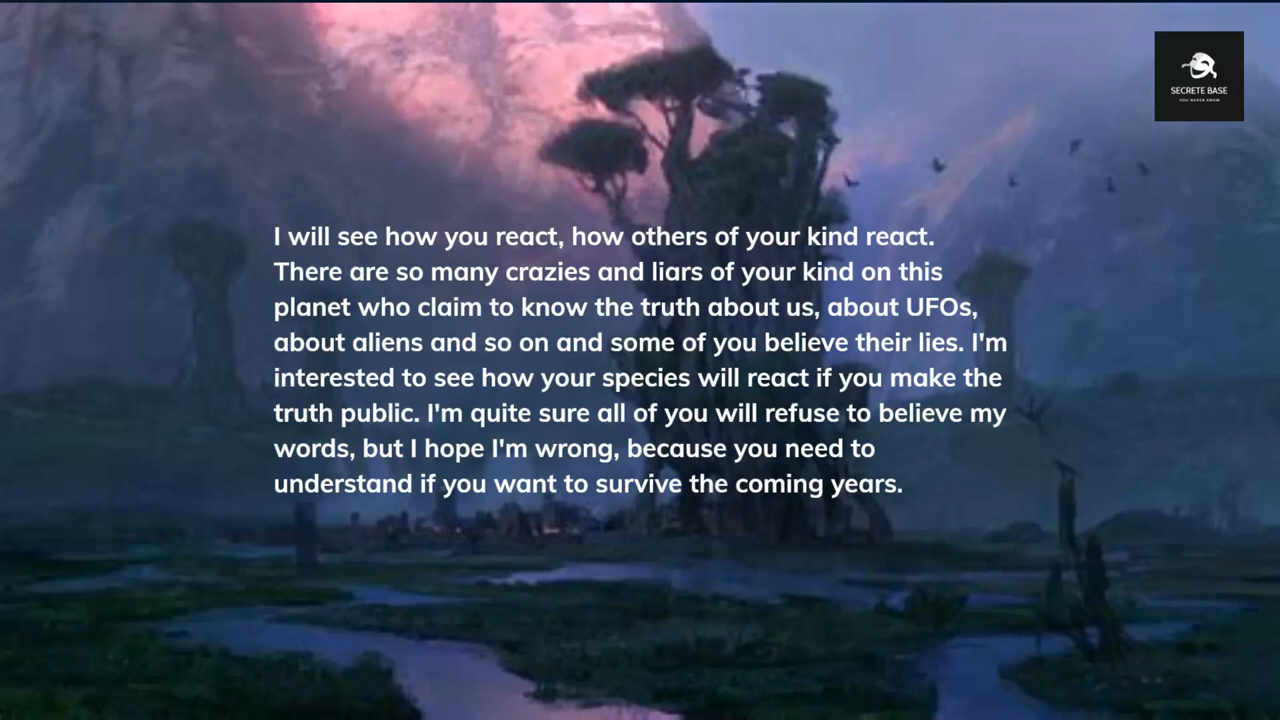 SECRETE BASE
YOU NEVER KNOW
I will see how you react, how others of your kind react.
There are so many crazies and liars of your kind on this
planet who claim to know the truth about us, about UFOs,
about aliens and so on and some of you believe their lies. I'm
interested to see how your species will react if you make the
truth public. I'm quite sure all of you will refuse to believe my
words, but I hope I'm wrong, because you need to
understand if you want to survive the coming years.